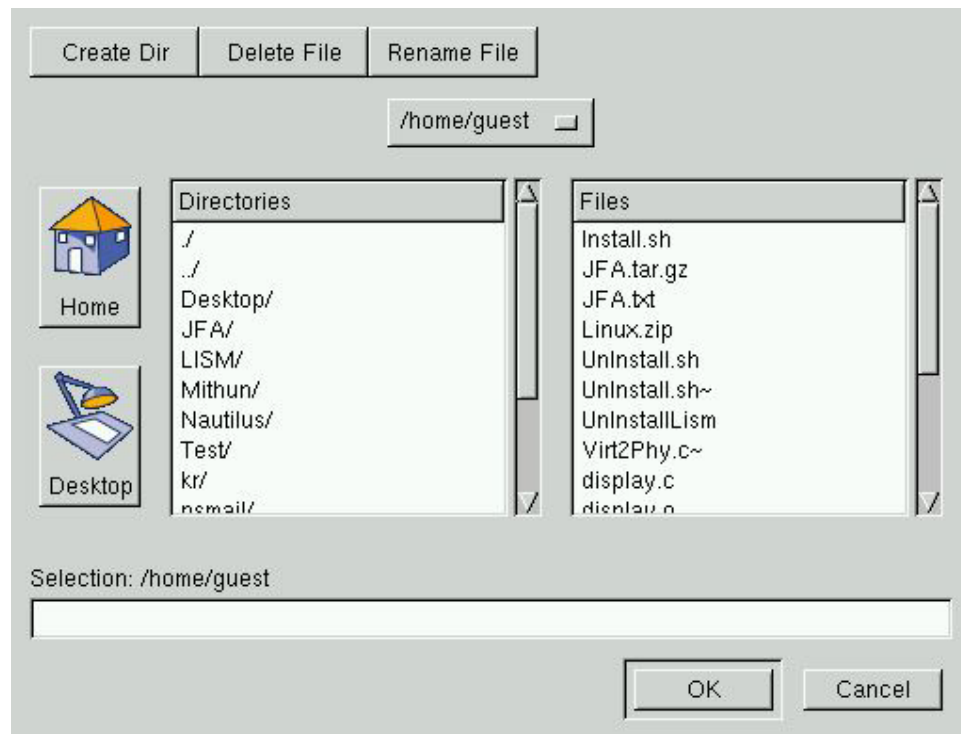 Create Dir Delete File Rename File
/home/guest
Home
Desktop
Directories
./
../
Desktop/
JFA/
LISM/
Mithun/
Nautilus/
Test/
kr/
nsmail/
Files
Install.sh
JFA.tar.gz
JFA.txt
Linux.zip
UnInstall.sh
UnInstall.sh~
UnInstallLism
Virt2Phy.c~
display.c
display.o
Selection: /home/guest
OK Cancel